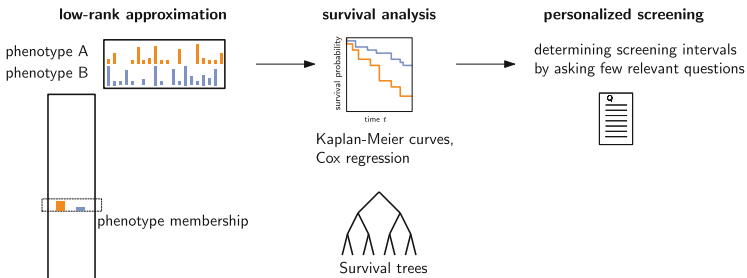 low-rank approximation
survival analysis
personalized screening
phenotype A
phenotype B
survival probability
time t
determining screening intervals
by asking few relevant questions
Q
Kaplan-Meier curves,
Cox regression
phenotype membership
Survival trees